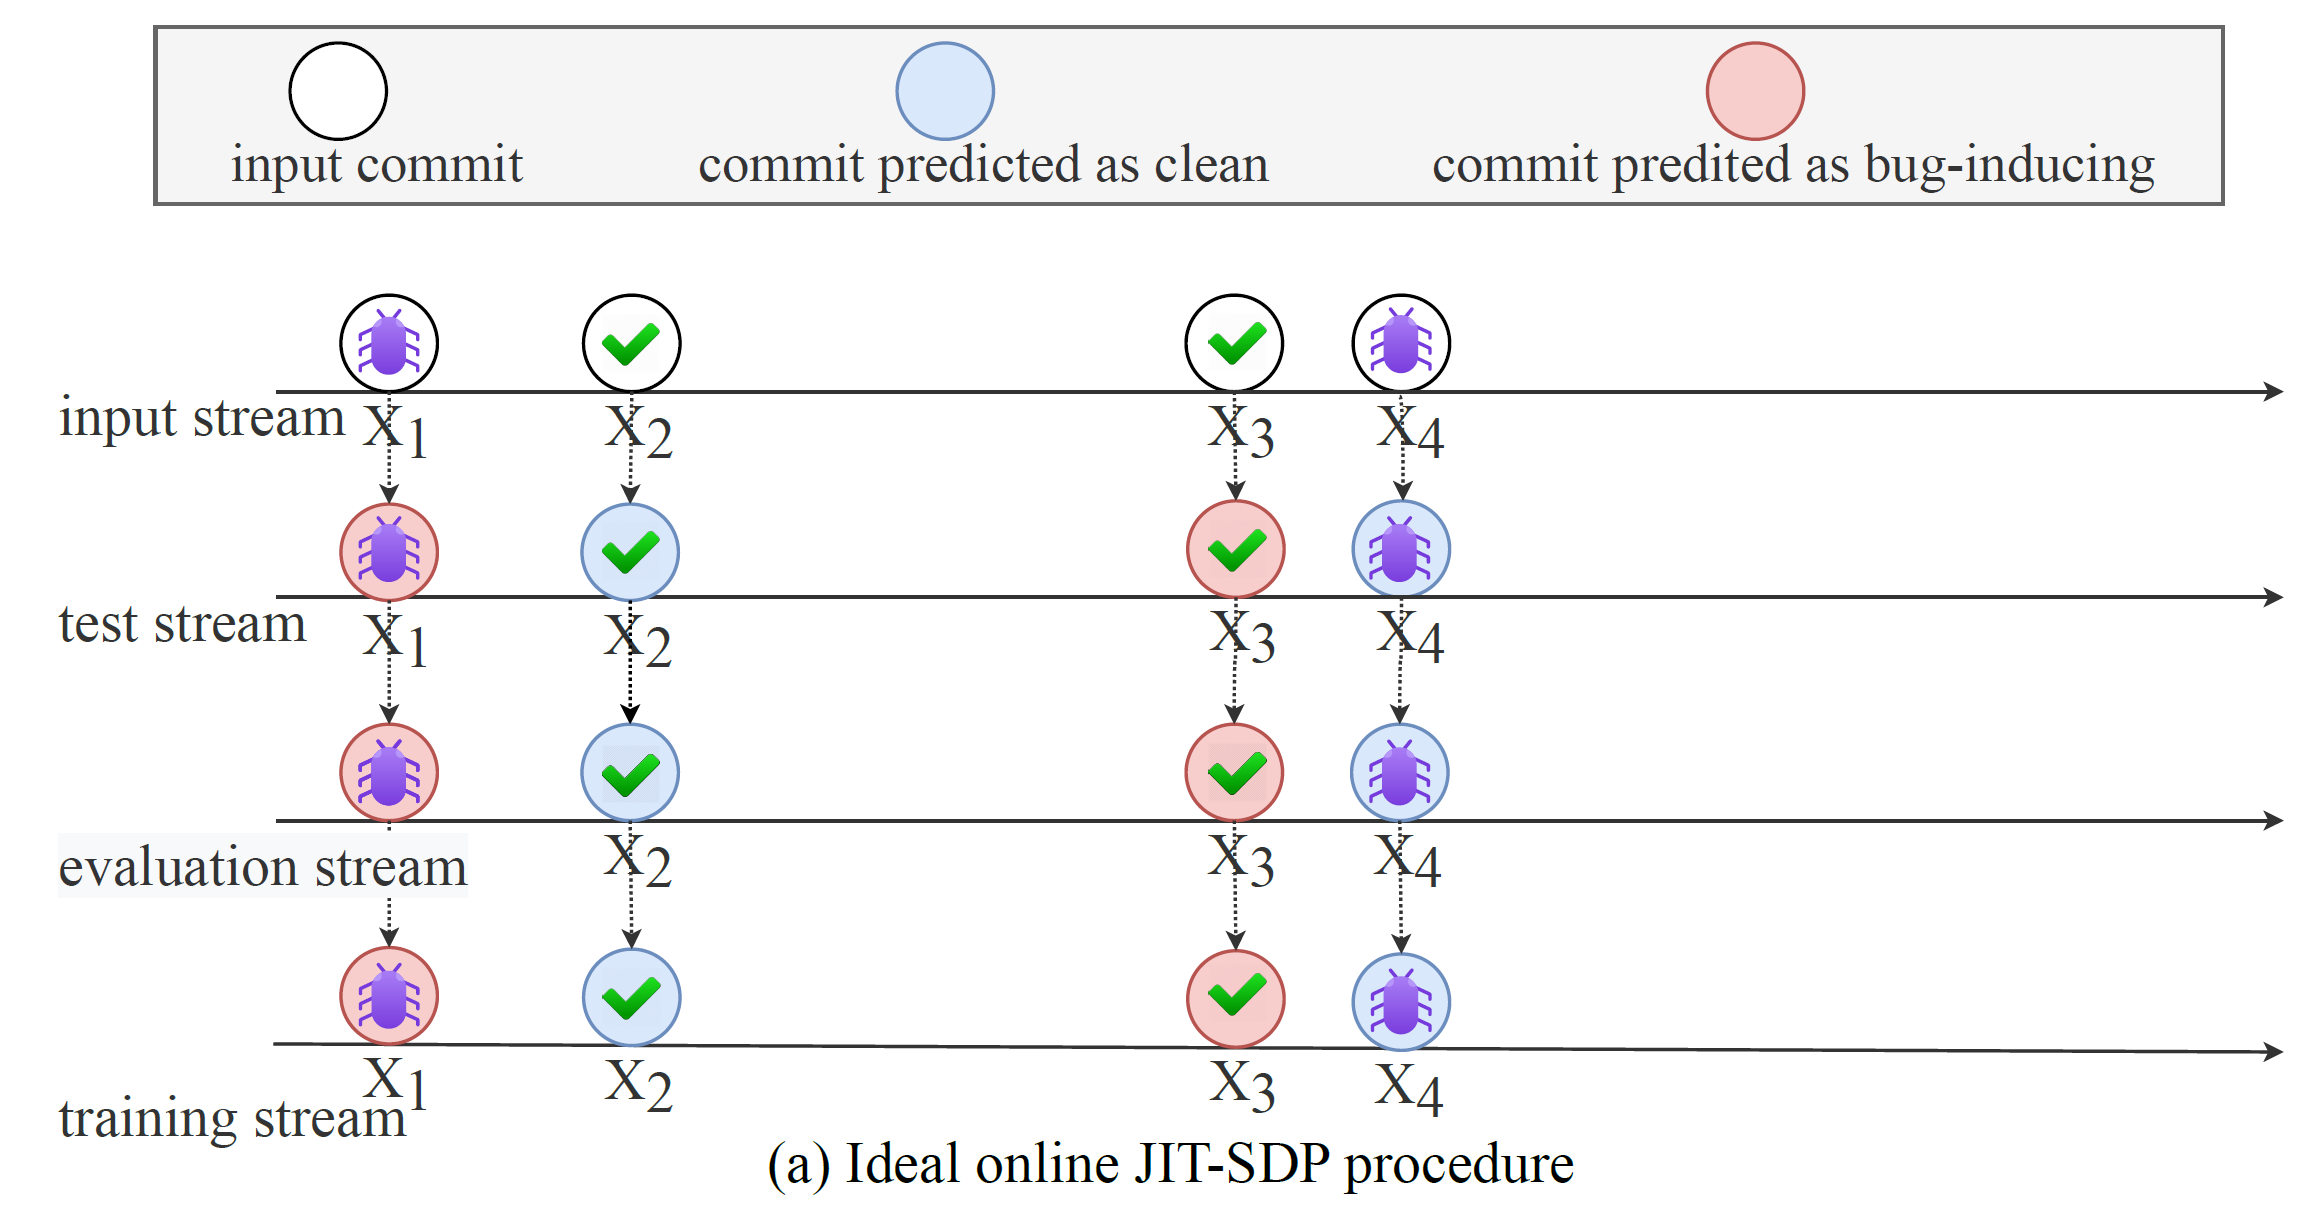 input commit commit predicted as clean commit predited as bug-inducing
input stream X1 X2 X3 X4
test stream X1 X2 X3 X4
evaluation stream X2 X3 X4
training stream X1 X2 X3 X4
(a) Ideal online JIT-SDP procedure